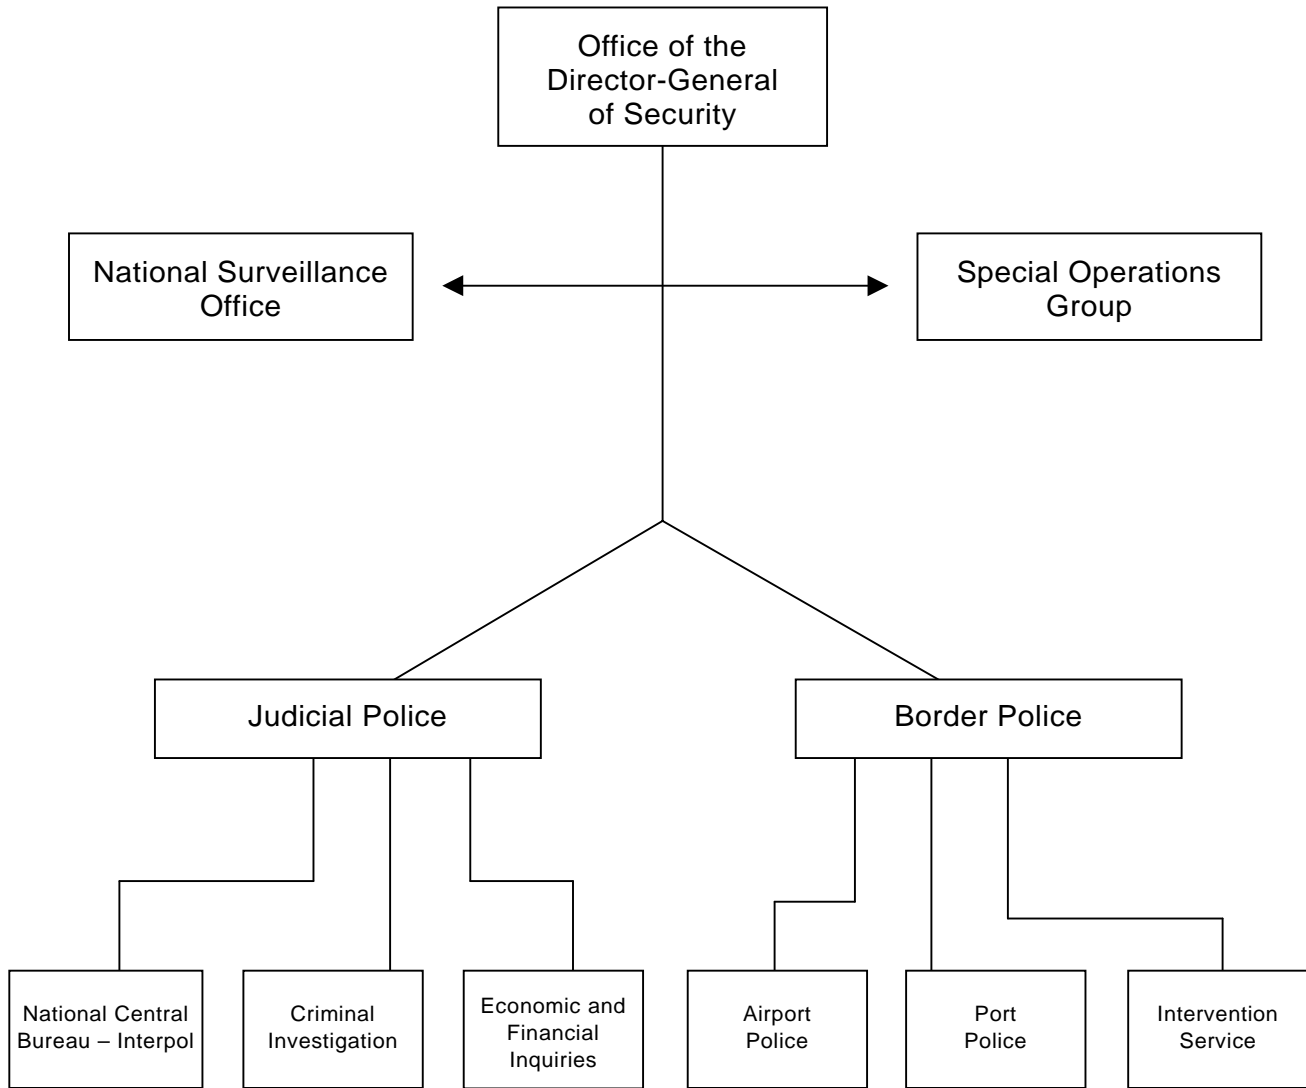 Office of the
Director-General
of Security
National Surveillance
Office
Special Operations
Group
Judicial Police
Border Police
National Central
Bureau – Interpol
Criminal
Investigation
Economic and
Financial
Inquiries
Airport
Police
Port
Police
Intervention
Service